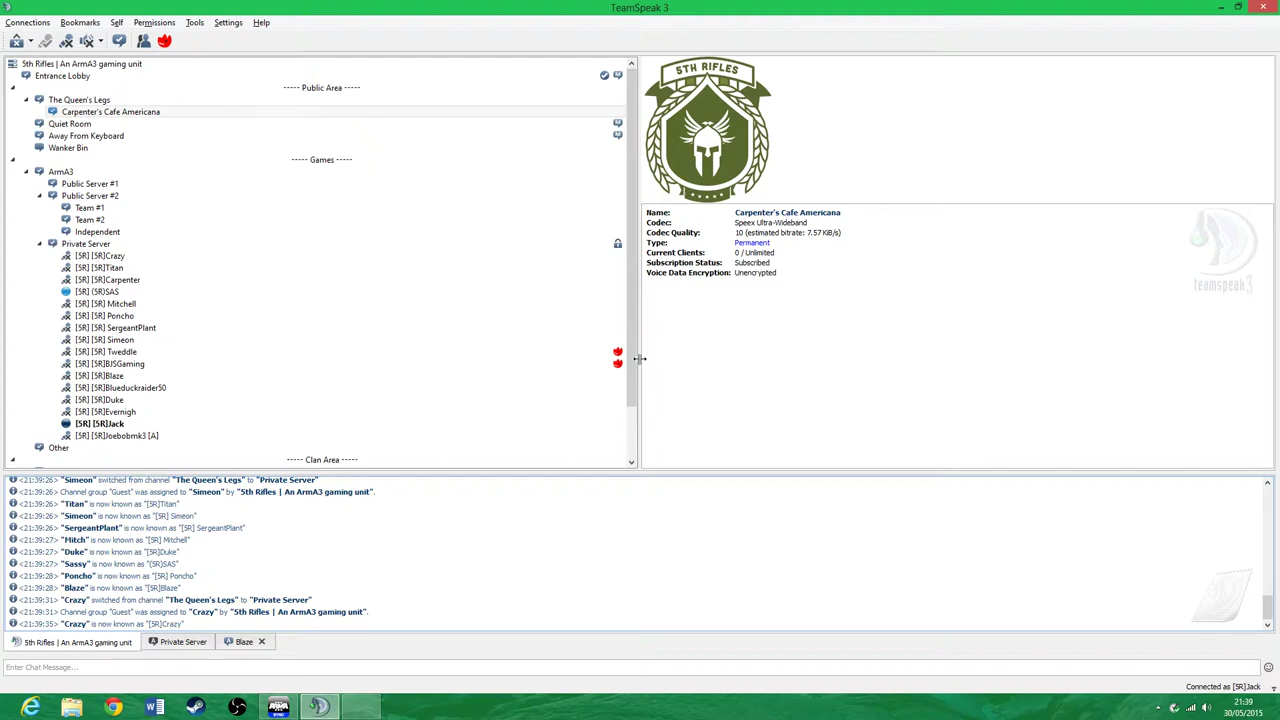 TeamSpeak 3
Connections Bookmarks Self Permissions Tools Settings Help
5th Rifles | An ArmA3 gaming unit
Entrance Lobby
----- Public Area -----
The Queen's Legs
Carpenter's Cafe Americana
Quiet Room
Away From Keyboard
Wanker Bin
----- Games -----
ArmA3
Public Server #1
Public Server #2
Team #1
Team #2
Independent
Private Server
[5R] [5R]Crazy
[5R] [5R]Titan
[5R] [5R]Carpenter
[5R] (5R)SAS
[5R] [5R] Mitchell
[5R] [5R] Poncho
[5R] [5R] SergeantPlant
[5R] [5R] Simeon
[5R] [5R] Tweddle
[5R] [5R]BJSGaming
[5R] [5R]Blaze
[5R] [5R]Blueduckraider50
[5R] [5R]Duke
[5R] [5R]Evernigh
[5R] [5R]Jack
[5R] [5R]Joebobmk3 [A]
Other
----- Clan Area -----
5TH RIFLES
Name: Carpenter's Cafe Americana
Codec: Speex Ultra-Wideband
Codec Quality: 10 (estimated bitrate: 7.57 KiB/s)
Type: Permanent
Current Clients: 0 / Unlimited
Subscription Status: Subscribed
Voice Data Encryption: Unencrypted
teamspeak3
<21:39:26> "Simeon" switched from channel "The Queen's Legs" to "Private Server"
<21:39:26> Channel group "Guest" was assigned to "Simeon" by "5th Rifles | An ArmA3 gaming unit".
<21:39:26> "Titan" is now known as "[5R]Titan"
<21:39:26> "Simeon" is now known as "[5R] Simeon"
<21:39:26> "SergeantPlant" is now known as "[5R] SergeantPlant"
<21:39:27> "Mitch" is now known as "[5R] Mitchell"
<21:39:27> "Duke" is now known as "[5R]Duke"
<21:39:27> "Sassy" is now known as "(5R)SAS"
<21:39:28> "Poncho" is now known as "[5R] Poncho"
<21:39:28> "Blaze" is now known as "[5R]Blaze"
<21:39:31> "Crazy" switched from channel "The Queen's Legs" to "Private Server"
<21:39:31> Channel group "Guest" was assigned to "Crazy" by "5th Rifles | An ArmA3 gaming unit".
<21:39:35> "Crazy" is now known as "[5R]Crazy"
5th Rifles | An ArmA3 gaming unit Private Server Blaze
Enter Chat Message...
Connected as [5R]Jack
21:39
30/05/2015